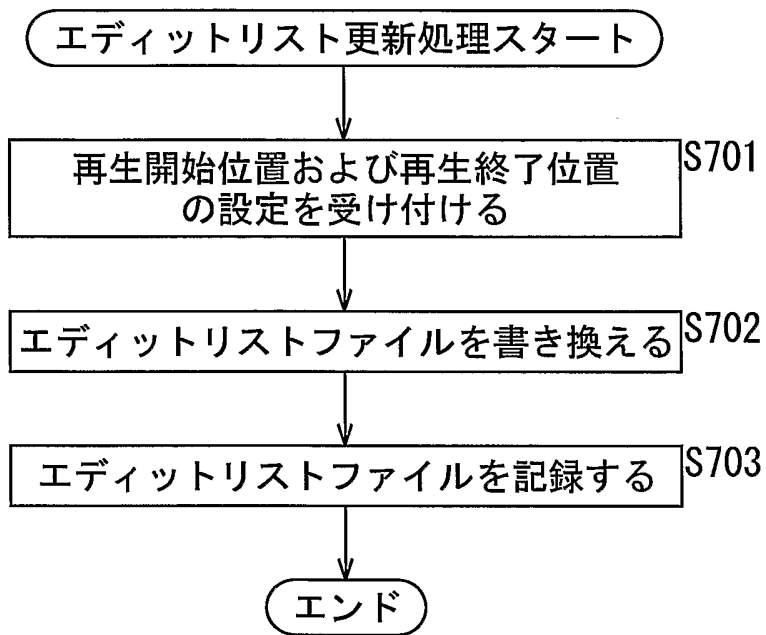 エディットリスト更新処理スタート
再生開始位置および再生終了位置
の設定を受け付ける
S701
エディットリストファイルを書き換える
S702
エディットリストファイルを記録する
S703
エンド